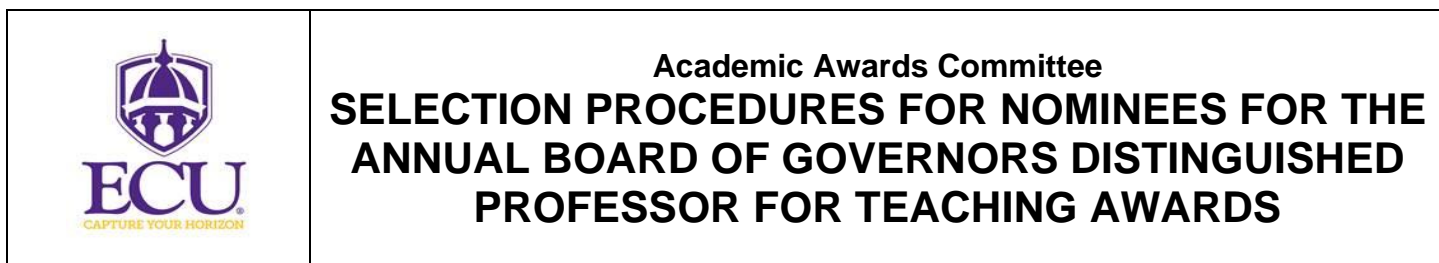 ECU
CAPTURE YOUR HORIZON
Academic Awards Committee
SELECTION PROCEDURES FOR NOMINEES FOR THE
ANNUAL BOARD OF GOVERNORS DISTINGUISHED
PROFESSOR FOR TEACHING AWARDS